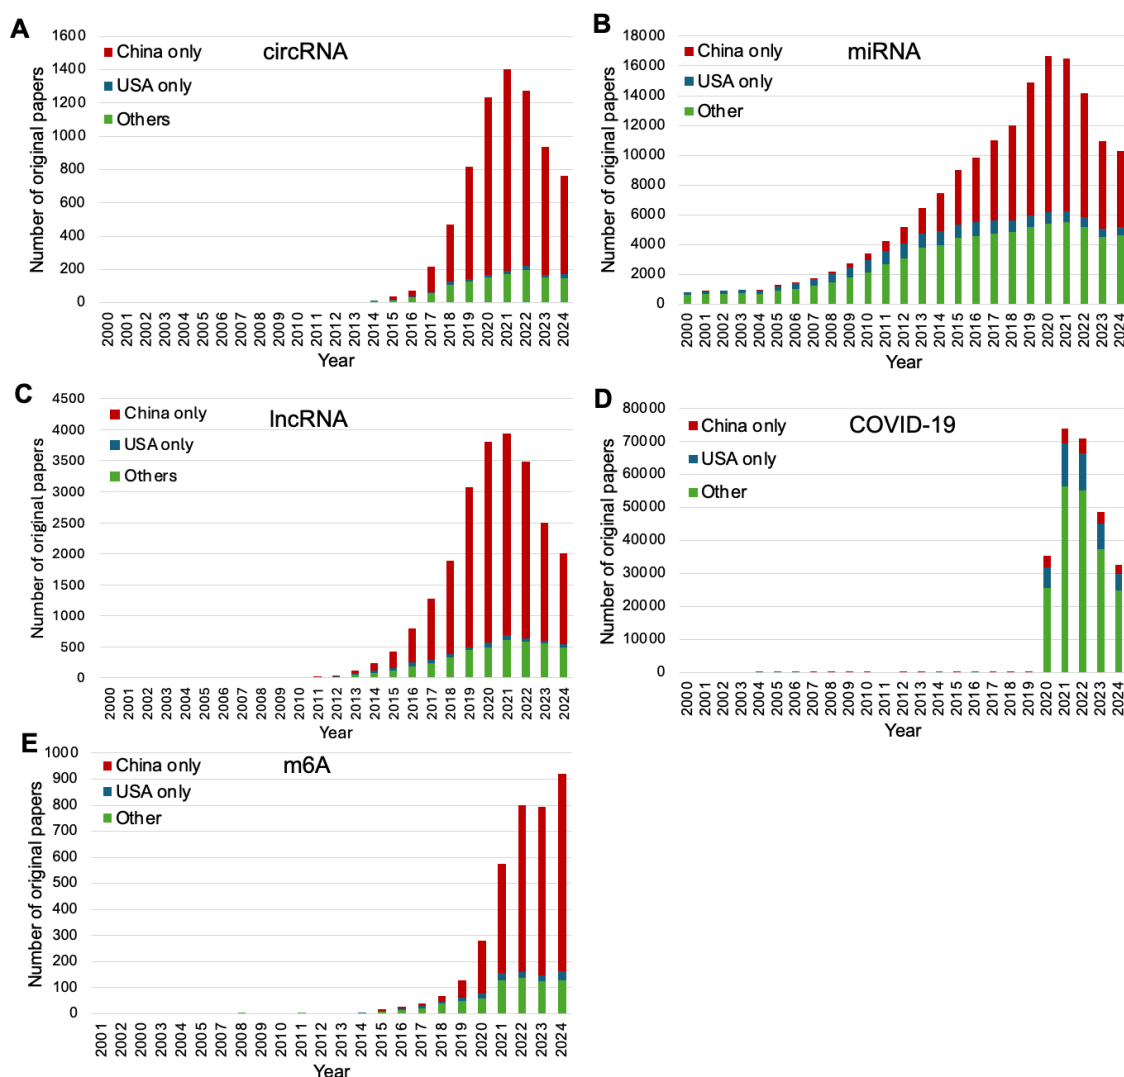 A
circRNA
China only
USA only
Others
Number of original papers
1600
1400
1200
1000
800
600
400
200
0
2000 2001 2002 2003 2004 2005 2006 2007 2008 2009 2010 2011 2012 2013 2014 2015 2016 2017 2018 2019 2020 2021 2022 2023 2024
Year
B
miRNA
China only
USA only
Other
Number of original papers
18000
16000
14000
12000
10000
8000
6000
4000
2000
0
2000 2001 2002 2003 2004 2005 2006 2007 2008 2009 2010 2011 2012 2013 2014 2015 2016 2017 2018 2019 2020 2021 2022 2023 2024
Year
C
lncRNA
China only
USA only
Others
Number of original papers
4500
4000
3500
3000
2500
2000
1500
1000
500
0
2000 2001 2002 2003 2004 2005 2006 2007 2008 2009 2010 2011 2012 2013 2014 2015 2016 2017 2018 2019 2020 2021 2022 2023 2024
Year
D
COVID-19
China only
USA only
Other
Number of original papers
80000
70000
60000
50000
40000
30000
20000
10000
0
2000 2001 2002 2003 2004 2005 2006 2007 2008 2009 2010 2011 2012 2013 2014 2015 2016 2017 2018 2019 2020 2021 2022 2023 2024
Year
E
m6A
China only
USA only
Other
Number of original papers
1000
900
800
700
600
500
400
300
200
100
0
2001 2002 2000 2003 2004 2005 2007 2008 2009 2010 2011 2012 2013 2014 2015 2016 2017 2018 2019 2020 2021 2022 2023 2024
Year